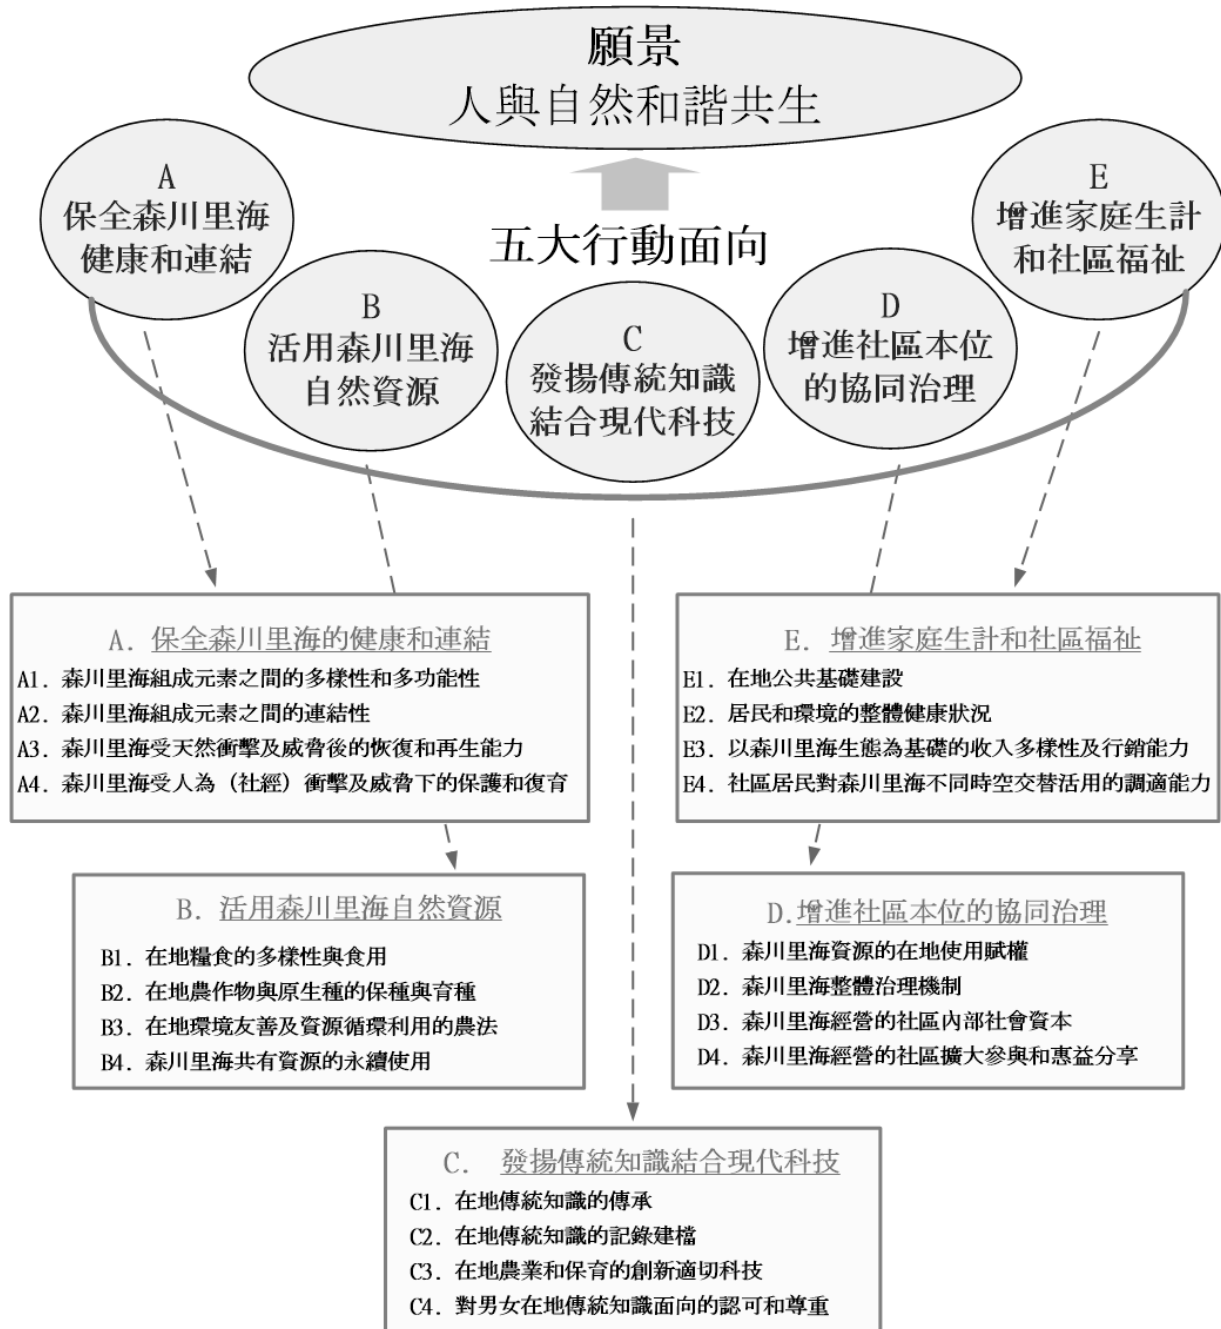 願景
人與自然和諧共生
五大行動面向
A
保全森川里海
健康和連結
B
活用森川里海
自然資源
C
發揚傳統知識
結合現代科技
D
增進社區本位
的協同治理
E
增進家庭生計
和社區福祉
A. 保全森川里海的健康和連結
A1. 森川里海組成元素之間的多樣性和多功能性
A2. 森川里海組成元素之間的連結性
A3. 森川里海受天然衝擊及威脅後的恢復和再生能力
A4. 森川里海受人為（社經）衝擊及威脅下的保護和復育
E. 增進家庭生計和社區福祉
E1. 在地公共基礎建設
E2. 居民和環境的整體健康狀況
E3. 以森川里海生態為基礎的收入多樣性及行銷能力
E4. 社區居民對森川里海不同時空交替活用的調適能力
B. 活用森川里海自然資源
B1. 在地糧食的多樣性與食用
B2. 在地農作物與原生種的保種與育種
B3. 在地環境友善及資源循環利用的農法
B4. 森川里海共有資源的永續使用
D.增進社區本位的協同治理
D1. 森川里海資源的在地使用賦權
D2. 森川里海整體治理機制
D3. 森川里海經營的社區內部社會資本
D4. 森川里海經營的社區擴大參與和惠益分享
C. 發揚傳統知識結合現代科技
C1. 在地傳統知識的傳承
C2. 在地傳統知識的記錄建檔
C3. 在地農業和保育的創新適切科技
C4. 對男女在地傳統知識面向的認可和尊重